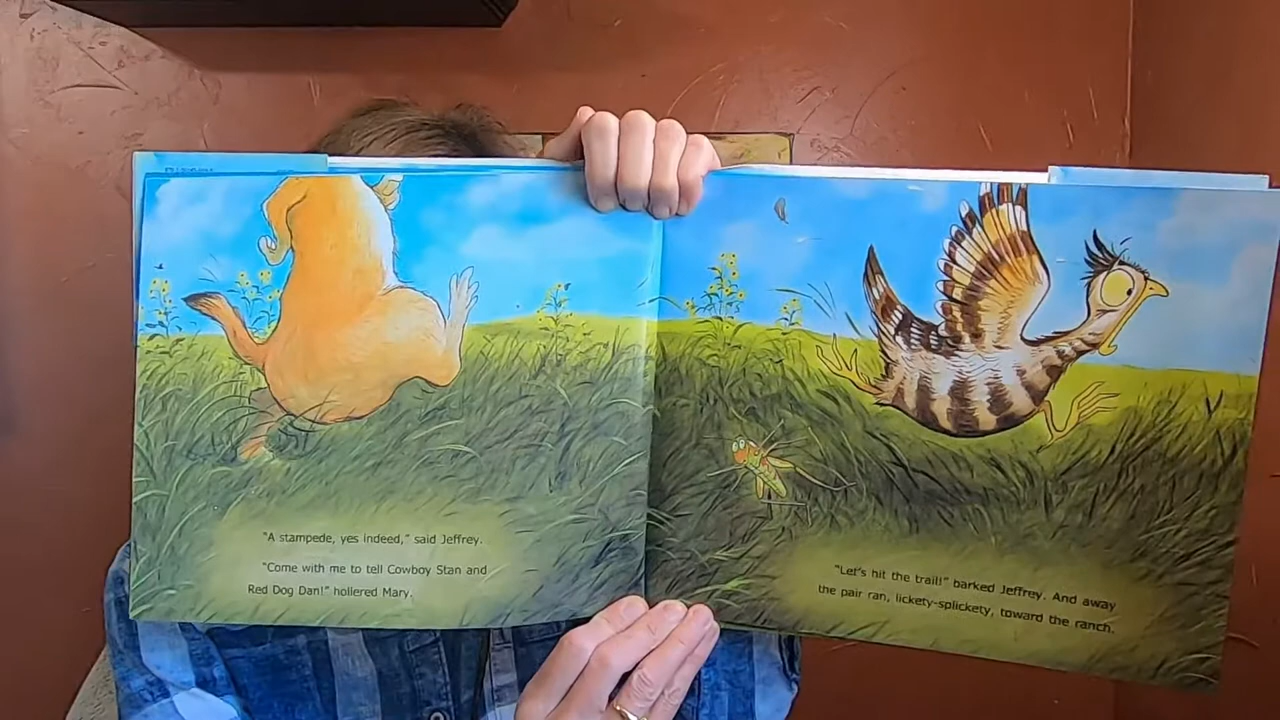 "A stampede, yes indeed," said Jeffrey.
"Come with me to tell Cowboy Stan and
Red Dog Dan!" hollered Mary.
"Let's hit the trail!" barked Jeffrey. And away
the pair ran, lickety-splickety, toward the ranch.